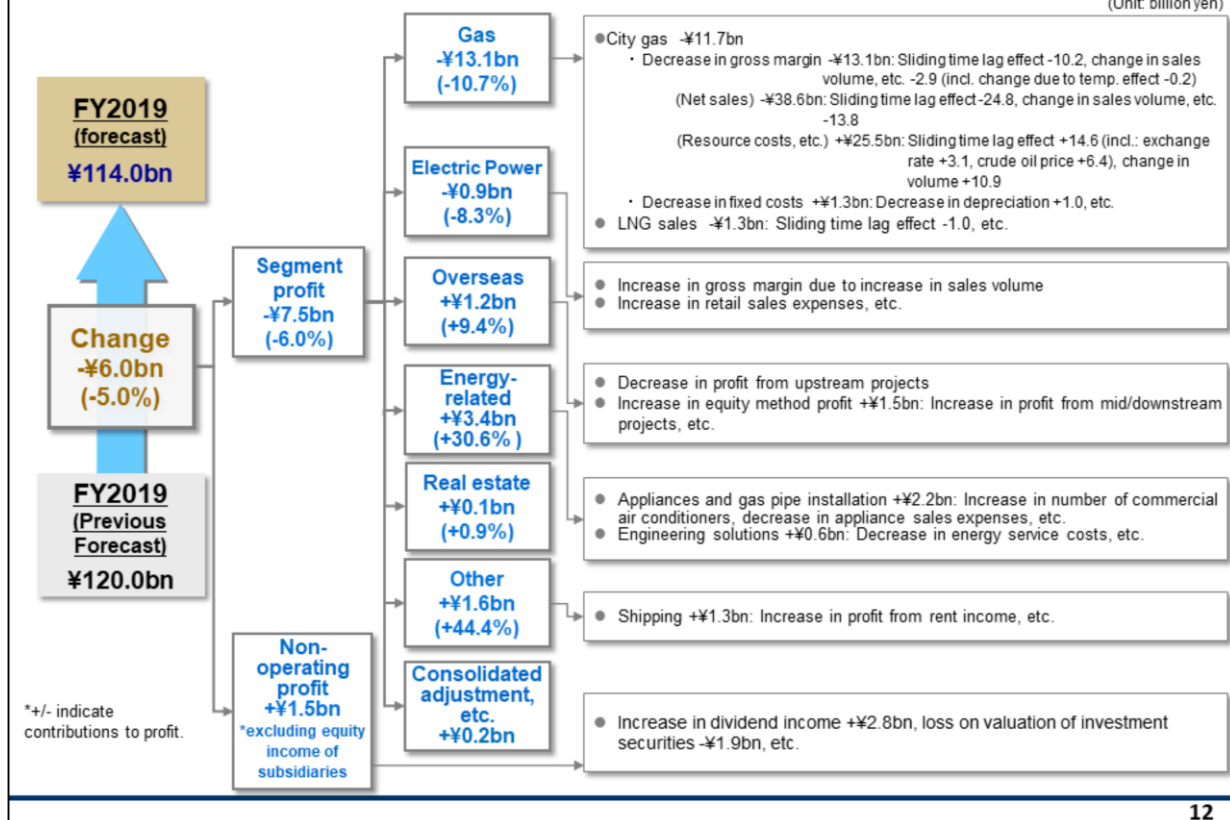 (Unit: billion yen)
FY2019
(forecast)
¥114.0bn
Change
-¥6.0bn
(-5.0%)
FY2019
(Previous
Forecast)
¥120.0bn
*+/- indicate
contributions to profit.
Segment
profit
-¥7.5bn
(-6.0%)
Non-
operating
profit
+¥1.5bn
*excluding equity
income of
subsidiaries
Gas
-¥13.1bn
(-10.7%)
Electric Power
-¥0.9bn
(-8.3%)
Overseas
+¥1.2bn
(+9.4%)
Energy-
related
+¥3.4bn
(+30.6% )
Real estate
+¥0.1bn
(+0.9%)
Other
+¥1.6bn
(+44.4%)
Consolidated
adjustment,
etc.
+¥0.2bn
●City gas -¥11.7bn
・Decrease in gross margin -¥13.1bn: Sliding time lag effect -10.2, change in sales
volume, etc. -2.9 (incl. change due to temp. effect -0.2)
(Net sales) -¥38.6bn: Sliding time lag effect -24.8, change in sales volume, etc.
-13.8
(Resource costs, etc.) +¥25.5bn: Sliding time lag effect +14.6 (incl.: exchange
rate +3.1, crude oil price +6.4), change in
volume +10.9
・Decrease in fixed costs +¥1.3bn: Decrease in depreciation +1.0, etc.
● LNG sales -¥1.3bn: Sliding time lag effect -1.0, etc.
● Increase in gross margin due to increase in sales volume
● Increase in retail sales expenses, etc.
● Decrease in profit from upstream projects
● Increase in equity method profit +¥1.5bn: Increase in profit from mid/downstream
projects, etc.
● Appliances and gas pipe installation +¥2.2bn: Increase in number of commercial
air conditioners, decrease in appliance sales expenses, etc.
● Engineering solutions +¥0.6bn: Decrease in energy service costs, etc.
● Shipping +¥1.3bn: Increase in profit from rent income, etc.
● Increase in dividend income +¥2.8bn, loss on valuation of investment
securities -¥1.9bn, etc.
12